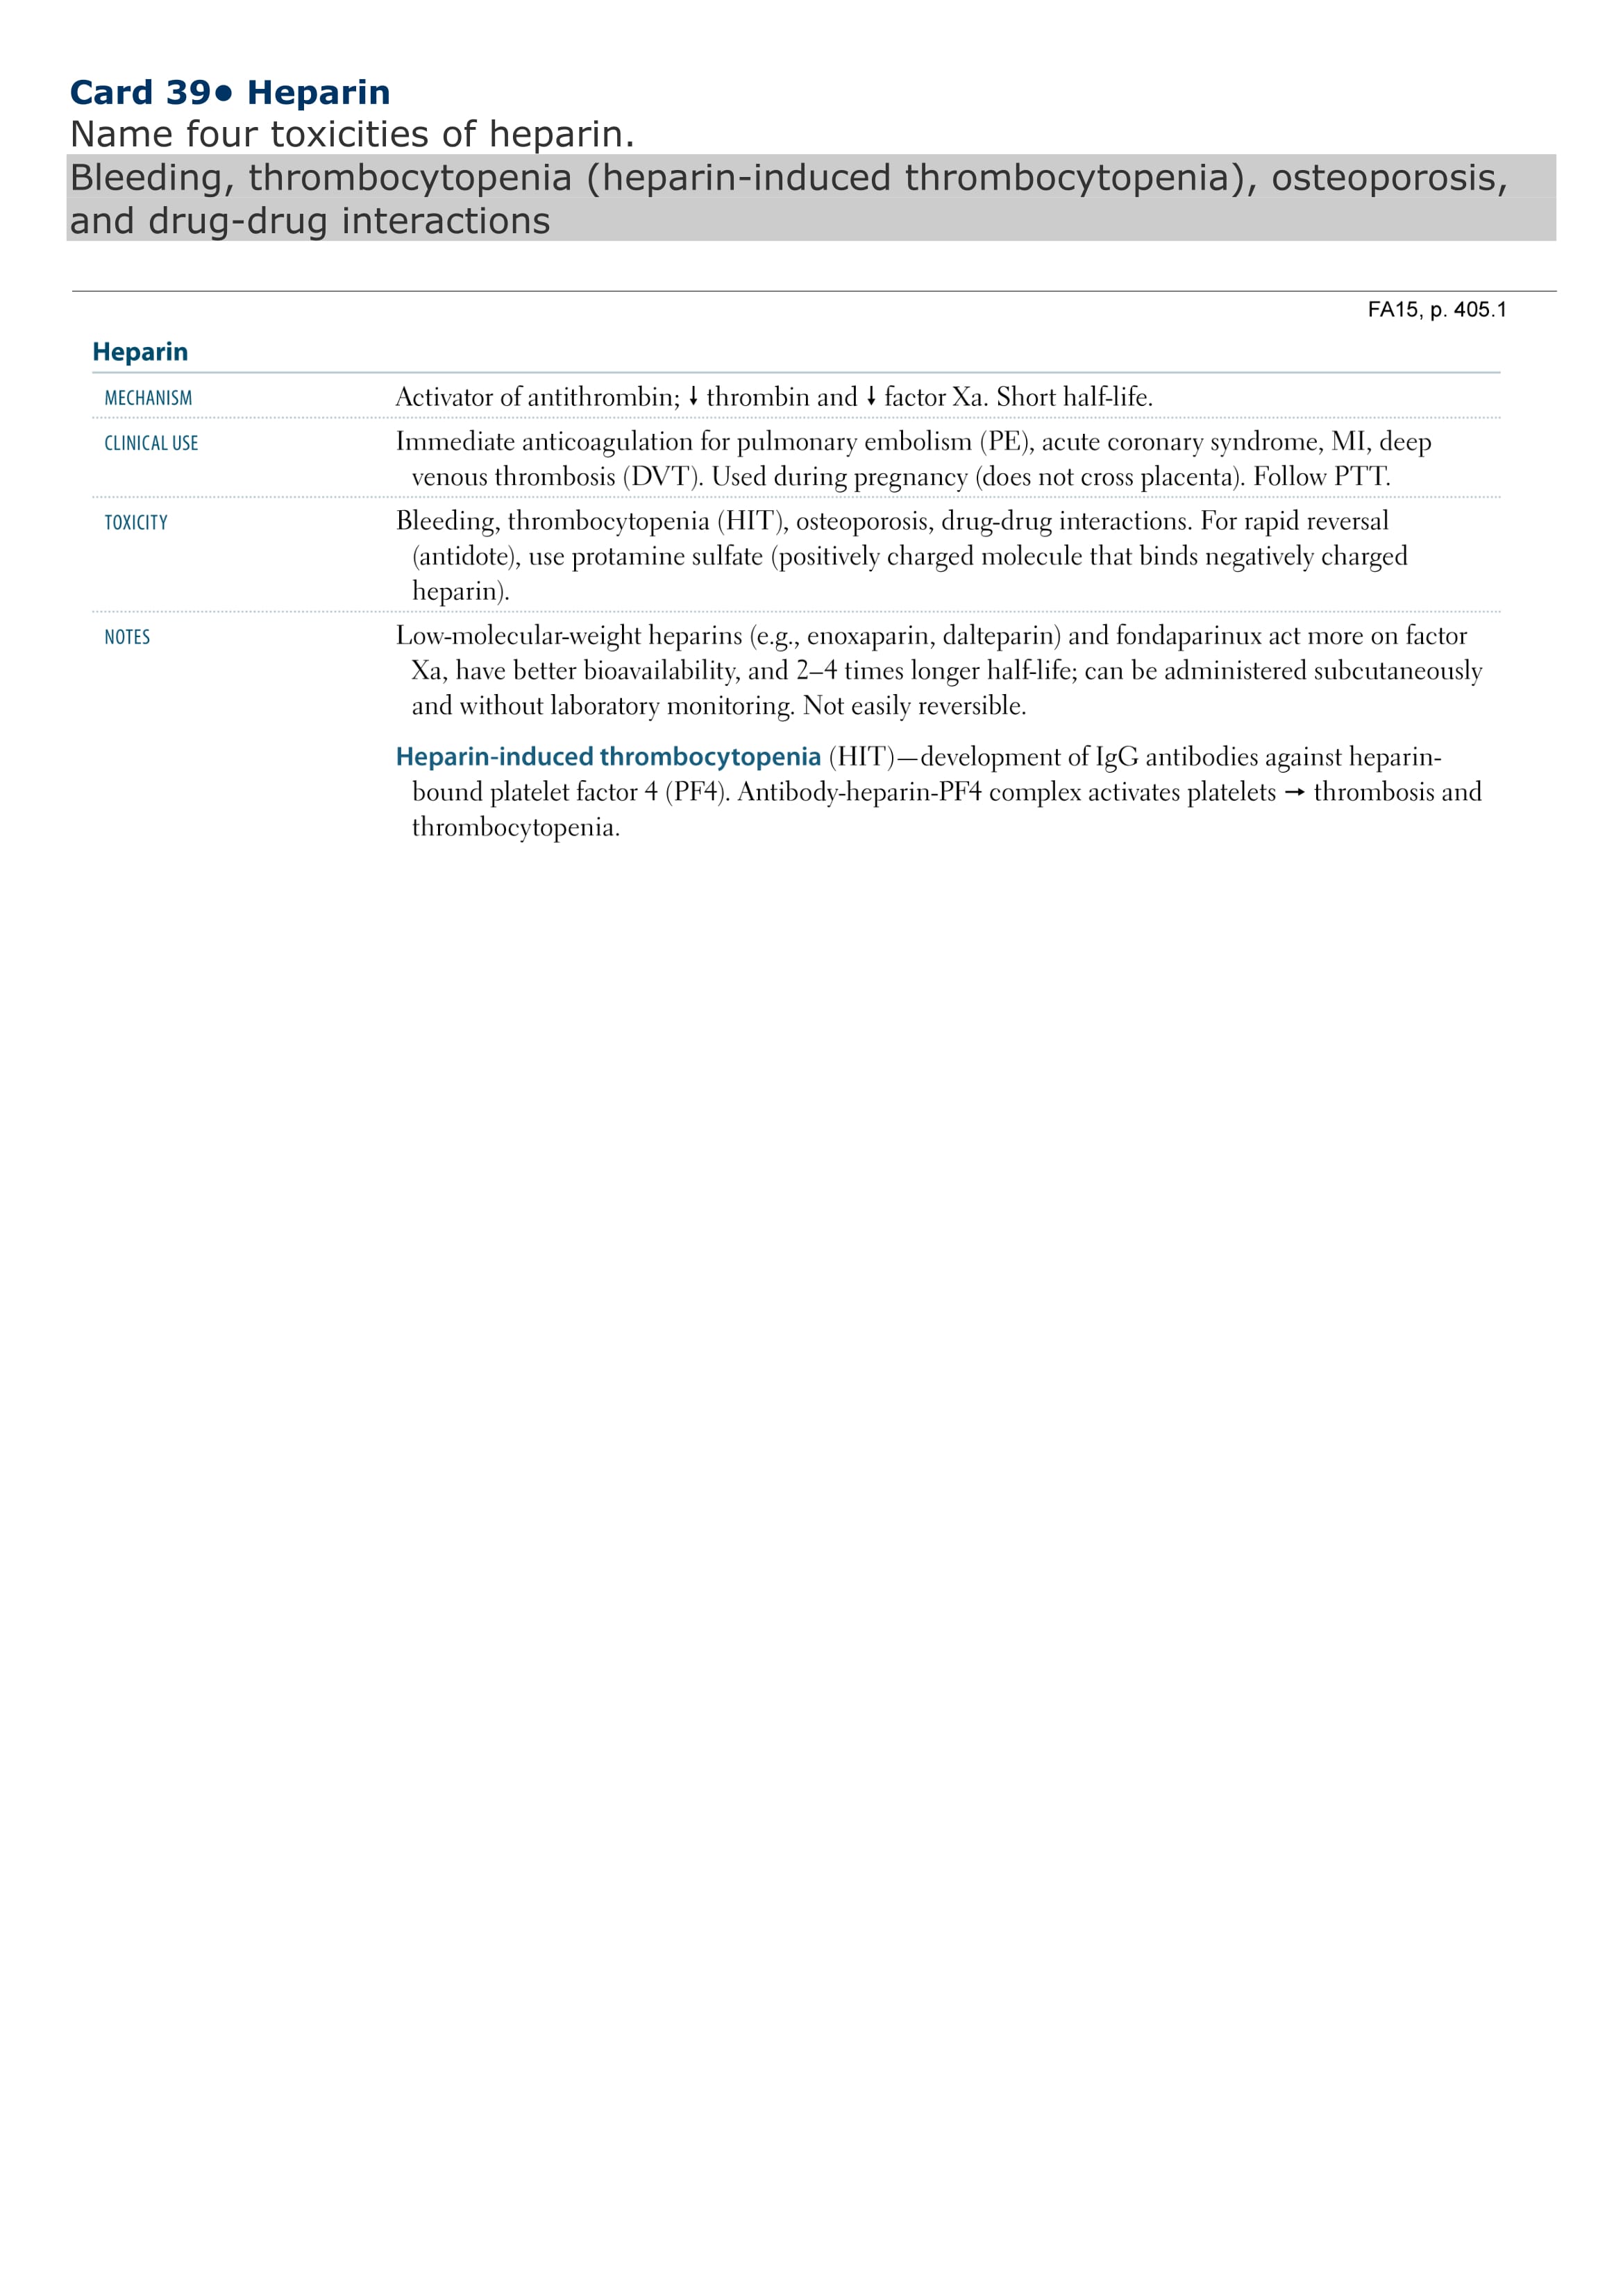 Card 39● Heparin
Name four toxicities of heparin.
Bleeding, thrombocytopenia (heparin-induced thrombocytopenia), osteoporosis,
and drug-drug interactions
FA15, p. 405.1
Heparin
MECHANISM Activator of antithrombin; ↓ thrombin and ↓ factor Xa. Short half-life.
CLINICAL USE Immediate anticoagulation for pulmonary embolism (PE), acute coronary syndrome, MI, deep
venous thrombosis (DVT). Used during pregnancy (does not cross placenta). Follow PTT.
TOXICITY Bleeding, thrombocytopenia (HIT), osteoporosis, drug-drug interactions. For rapid reversal
(antidote), use protamine sulfate (positively charged molecule that binds negatively charged
heparin).
NOTES Low-molecular-weight heparins (e.g., enoxaparin, dalteparin) and fondaparinux act more on factor
Xa, have better bioavailability, and 2–4 times longer half-life; can be administered subcutaneously
and without laboratory monitoring. Not easily reversible.
Heparin-induced thrombocytopenia (HIT)—development of IgG antibodies against heparin-
bound platelet factor 4 (PF4). Antibody-heparin-PF4 complex activates platelets → thrombosis and
thrombocytopenia.